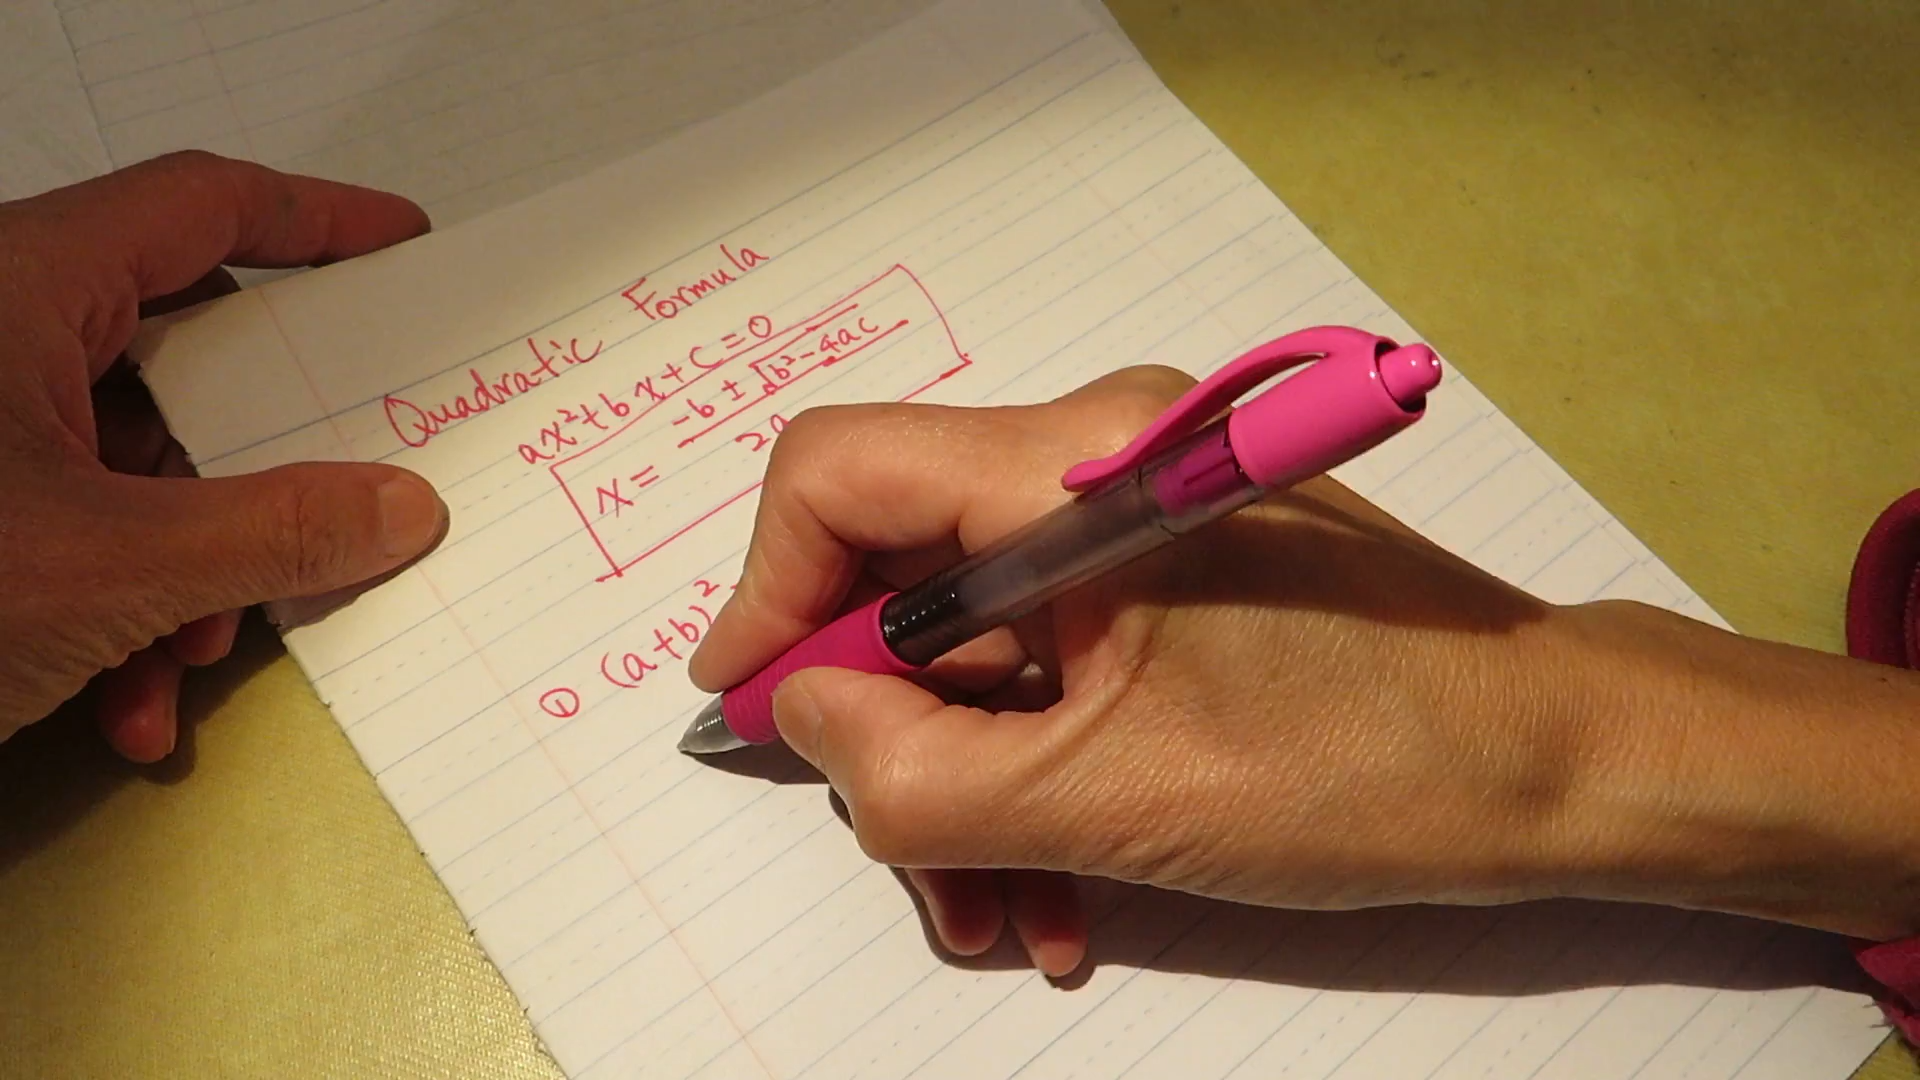 Quadratic Formula
ax²+bx+c=0
x = -b ± √b²-4ac
2a
① (a+b)²